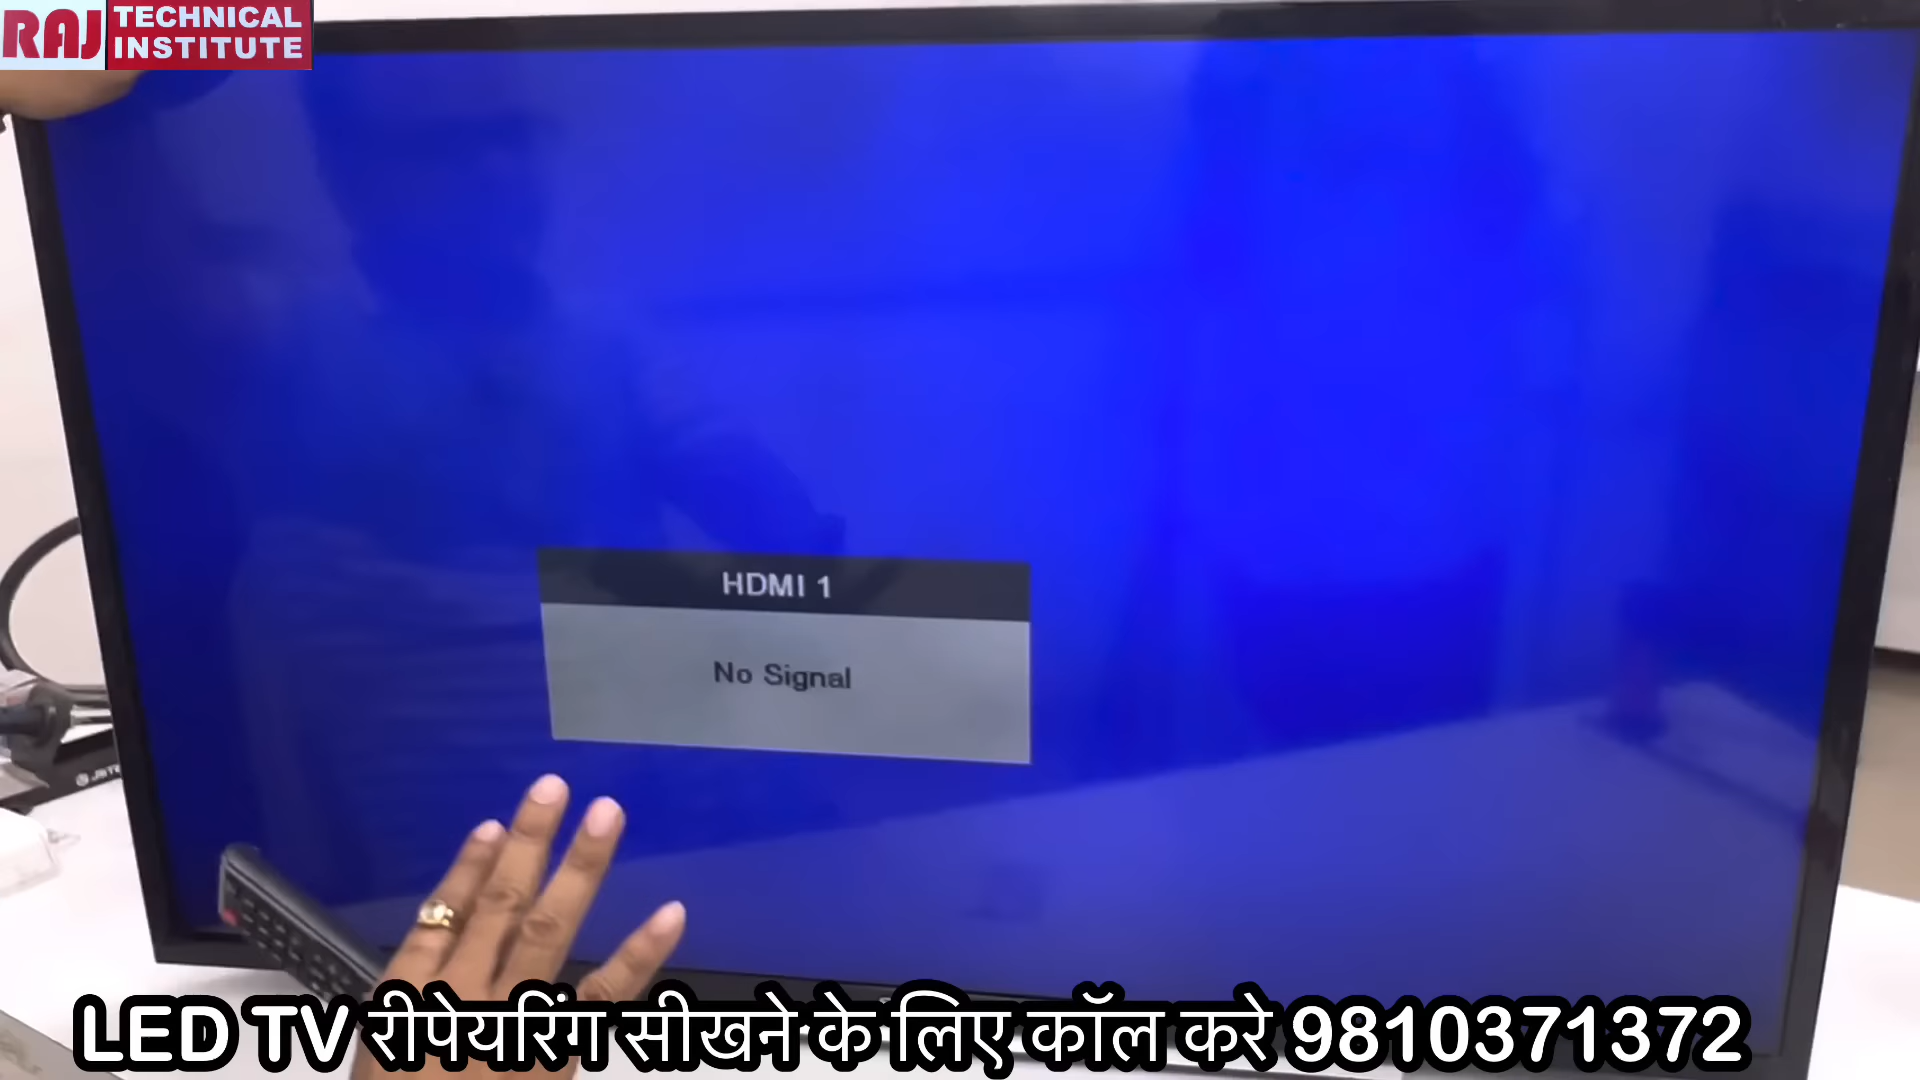 RAJ TECHNICAL
INSTITUTE
HDMI 1
No Signal
LED TV रीपेयरिंग सीखने के लिए कॉल करे 9810371372